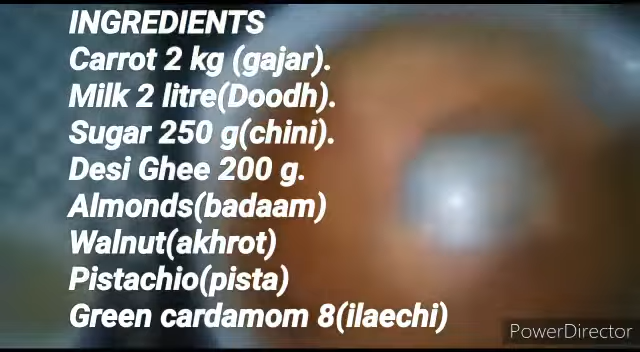 INGREDIENTS
Carrot 2 kg (gajar).
Milk 2 litre(Doodh).
Sugar 250 g(chini).
Desi Ghee 200 g.
Almonds(badaam)
Walnut(akhrot)
Pistachio(pista)
Green cardamom 8(ilaechi)
PowerDirector